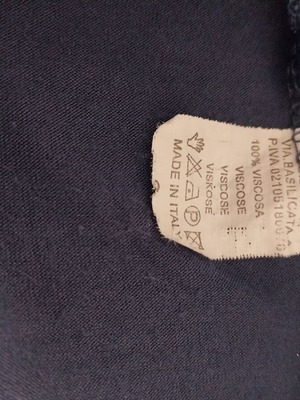 VIA.BASILICATA
P.IVA
100% VISCOSA
VISCOSE
VISCOSE
VISKOSE
P
MADE IN ITALY